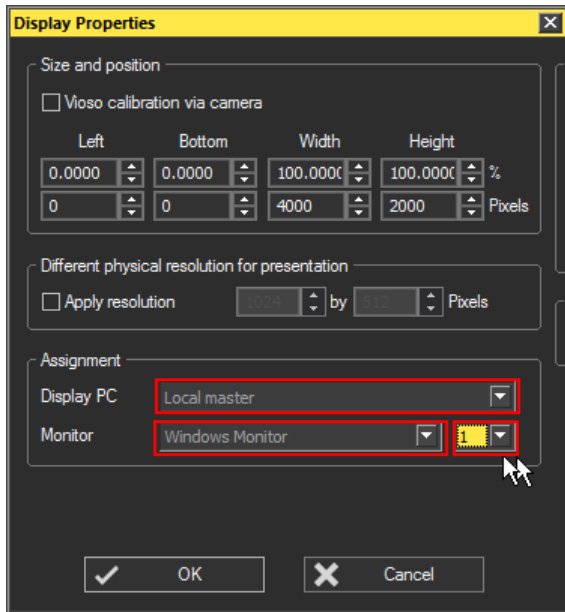 Display Properties
Size and position
Vioso calibration via camera
Left Bottom Width Height
0.0000 0.0000 100.000( 100.000( %
0 0 4000 2000 Pixels
Different physical resolution for presentation
Apply resolution 1024 by 512 Pixels
Assignment
Display PC Local master
Monitor Windows Monitor 1
OK Cancel